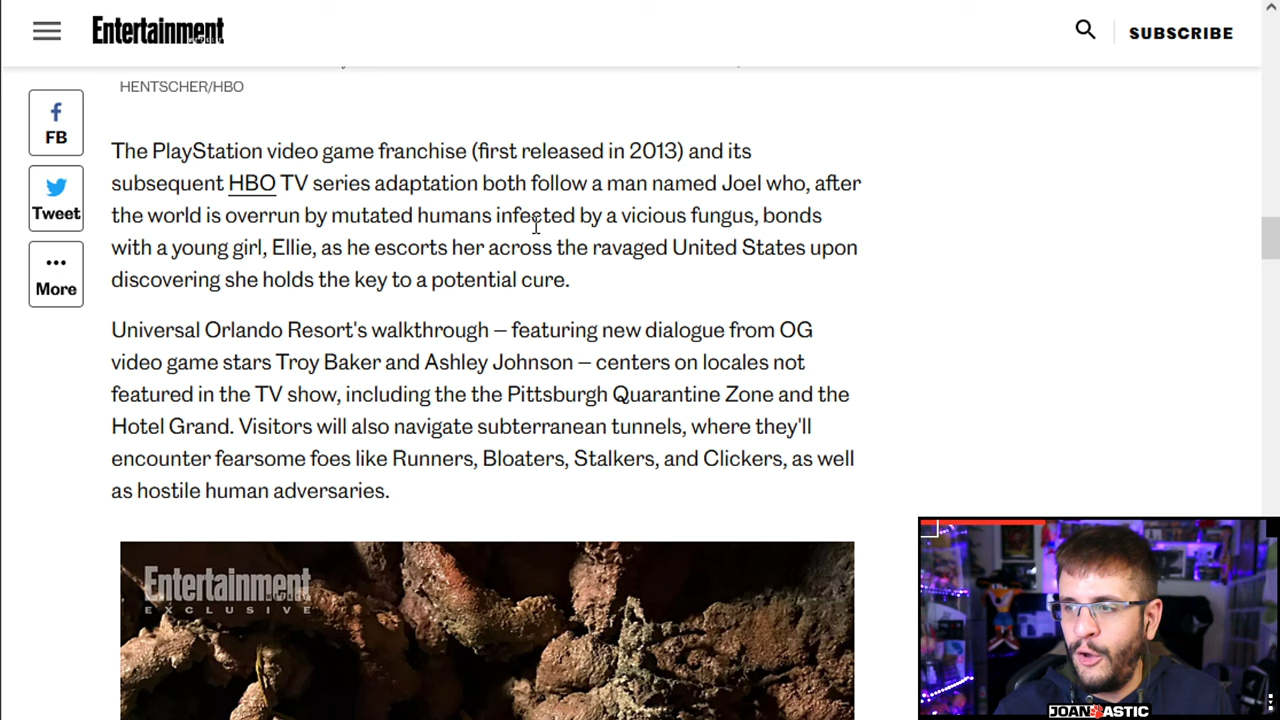 Entertainment
SUBSCRIBE
HENTSCHER/HBO
FB
Tweet
More
The PlayStation video game franchise (first released in 2013) and its
subsequent HBO TV series adaptation both follow a man named Joel who, after
the world is overrun by mutated humans infected by a vicious fungus, bonds
with a young girl, Ellie, as he escorts her across the ravaged United States upon
discovering she holds the key to a potential cure.
Universal Orlando Resort's walkthrough – featuring new dialogue from OG
video game stars Troy Baker and Ashley Johnson – centers on locales not
featured in the TV show, including the the Pittsburgh Quarantine Zone and the
Hotel Grand. Visitors will also navigate subterranean tunnels, where they'll
encounter fearsome foes like Runners, Bloaters, Stalkers, and Clickers, as well
as hostile human adversaries.
Entertainment
EXCLUSIVE